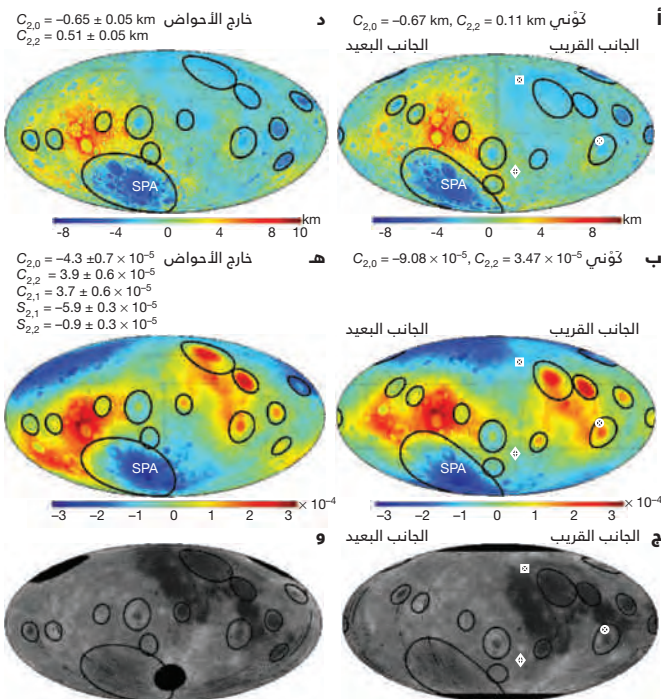 أ
كَوْني C₂,₀ = −0.67 km, C₂,₂ = 0.11 km
الجانب القريب
الجانب البعيد
SPA
-8 -4 0 4 8 km
د
خارج الأحواض C₂,₀ = −0.65 ± 0.05 km
C₂,₂ = 0.51 ± 0.05 km
SPA
-8 -4 0 4 8 10 km
ب
كَوْني C₂,₀ = −9.08 × 10⁻⁵, C₂,₂ = 3.47 × 10⁻⁵
الجانب القريب
الجانب البعيد
SPA
−3 −2 −1 0 1 2 3 × 10⁻⁴
هـ
خارج الأحواض C₂,₀ = −4.3 ±0.7 × 10⁻⁵
C₂,₂ = 3.9 ± 0.6 × 10⁻⁵
C₂,₁ = 3.7 ± 0.6 × 10⁻⁵
S₂,₁ = −5.9 ± 0.3 × 10⁻⁵
S₂,₂ = −0.9 ± 0.3 × 10⁻⁵
SPA
−3 −2 −1 0 1 2 3 × 10⁻⁴
ج
الجانب القريب
الجانب البعيد
و